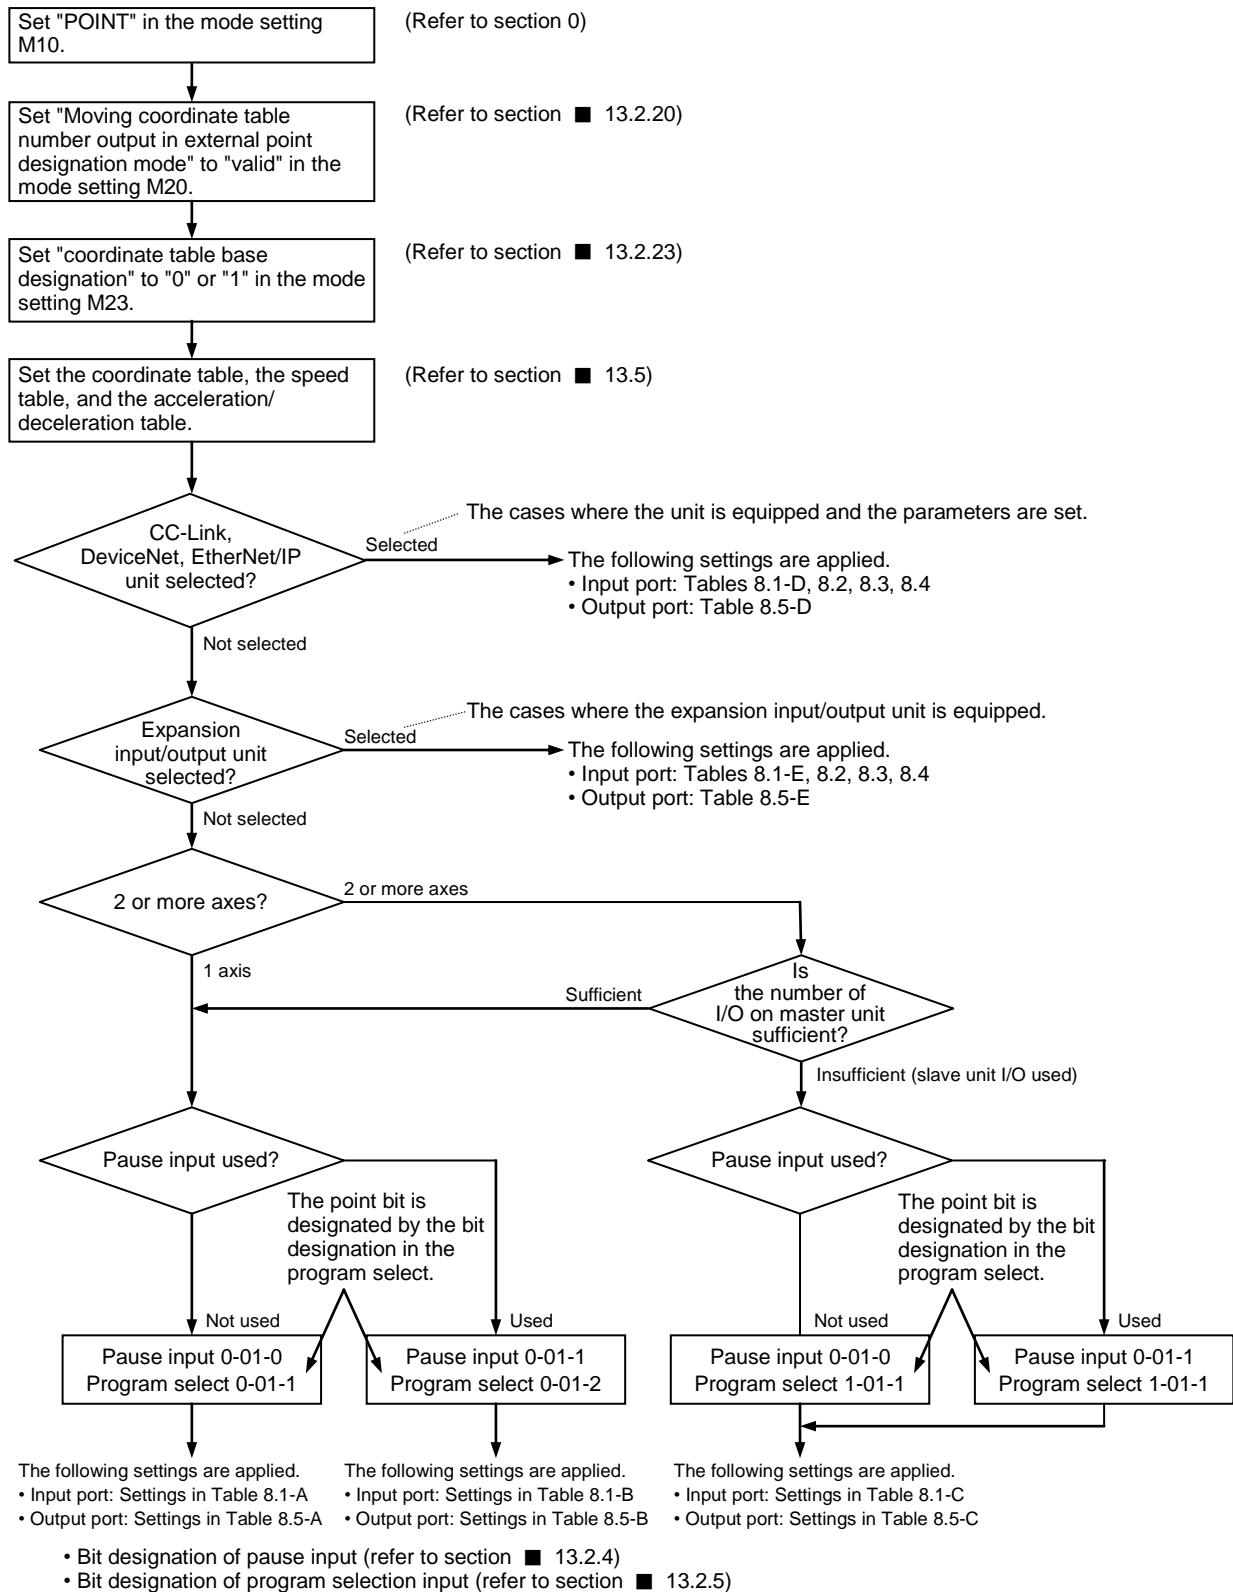 Set "POINT" in the mode setting
M10.
(Refer to section 0)
Set "Moving coordinate table
number output in external point
designation mode" to "valid" in the
mode setting M20.
(Refer to section ■ 13.2.20)
Set "coordinate table base
designation" to "0" or "1" in the mode
setting M23.
(Refer to section ■ 13.2.23)
Set the coordinate table, the speed
table, and the acceleration/
deceleration table.
(Refer to section ■ 13.5)
CC-Link,
DeviceNet, EtherNet/IP
unit selected?
Selected
The cases where the unit is equipped and the parameters are set.
The following settings are applied.
• Input port: Tables 8.1-D, 8.2, 8.3, 8.4
• Output port: Table 8.5-D
Not selected
Expansion
input/output unit
selected?
Selected
The cases where the expansion input/output unit is equipped.
The following settings are applied.
• Input port: Tables 8.1-E, 8.2, 8.3, 8.4
• Output port: Table 8.5-E
Not selected
2 or more axes?
2 or more axes
1 axis
Is
the number of
I/O on master unit
sufficient?
Sufficient
Insufficient (slave unit I/O used)
Pause input used?
The point bit is
designated by the bit
designation in the
program select.
Not used
Used
Pause input 0-01-0
Program select 0-01-1
Pause input 0-01-1
Program select 0-01-2
Pause input used?
The point bit is
designated by the bit
designation in the
program select.
Not used
Used
Pause input 0-01-0
Program select 1-01-1
Pause input 0-01-1
Program select 1-01-1
The following settings are applied.
• Input port: Settings in Table 8.1-A
• Output port: Settings in Table 8.5-A
The following settings are applied.
• Input port: Settings in Table 8.1-B
• Output port: Settings in Table 8.5-B
The following settings are applied.
• Input port: Settings in Table 8.1-C
• Output port: Settings in Table 8.5-C
• Bit designation of pause input (refer to section ■ 13.2.4)
• Bit designation of program selection input (refer to section ■ 13.2.5)